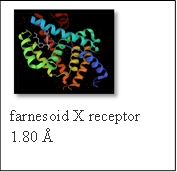 farnesoid X receptor
1.80 Å